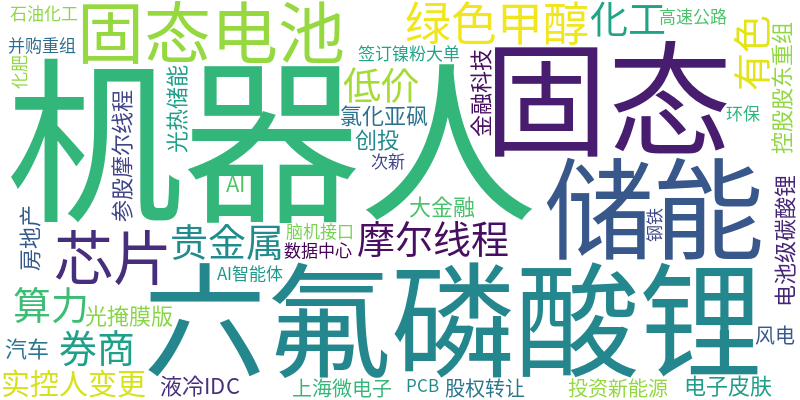 石油化工
固态电池
绿色甲醇
化工
高速公路
并购重组
签订镍粉大单
有色
控股股东重组
化肥
光热储能
低价
金融科技
固态
机器人
参股摩尔线程
氯化亚砜
创投
环保
次新
AI
储能
大金融
房地产
芯片
贵金属
脑机接口
数据中心
摩尔线程
钢铁
电池级碳酸锂
AI智能体
六氟磷酸锂
算力
光掩膜版
汽车
券商
风电
实控人变更
液冷IDC
上海微电子
PCB
股权转让
投资新能源
电子皮肤